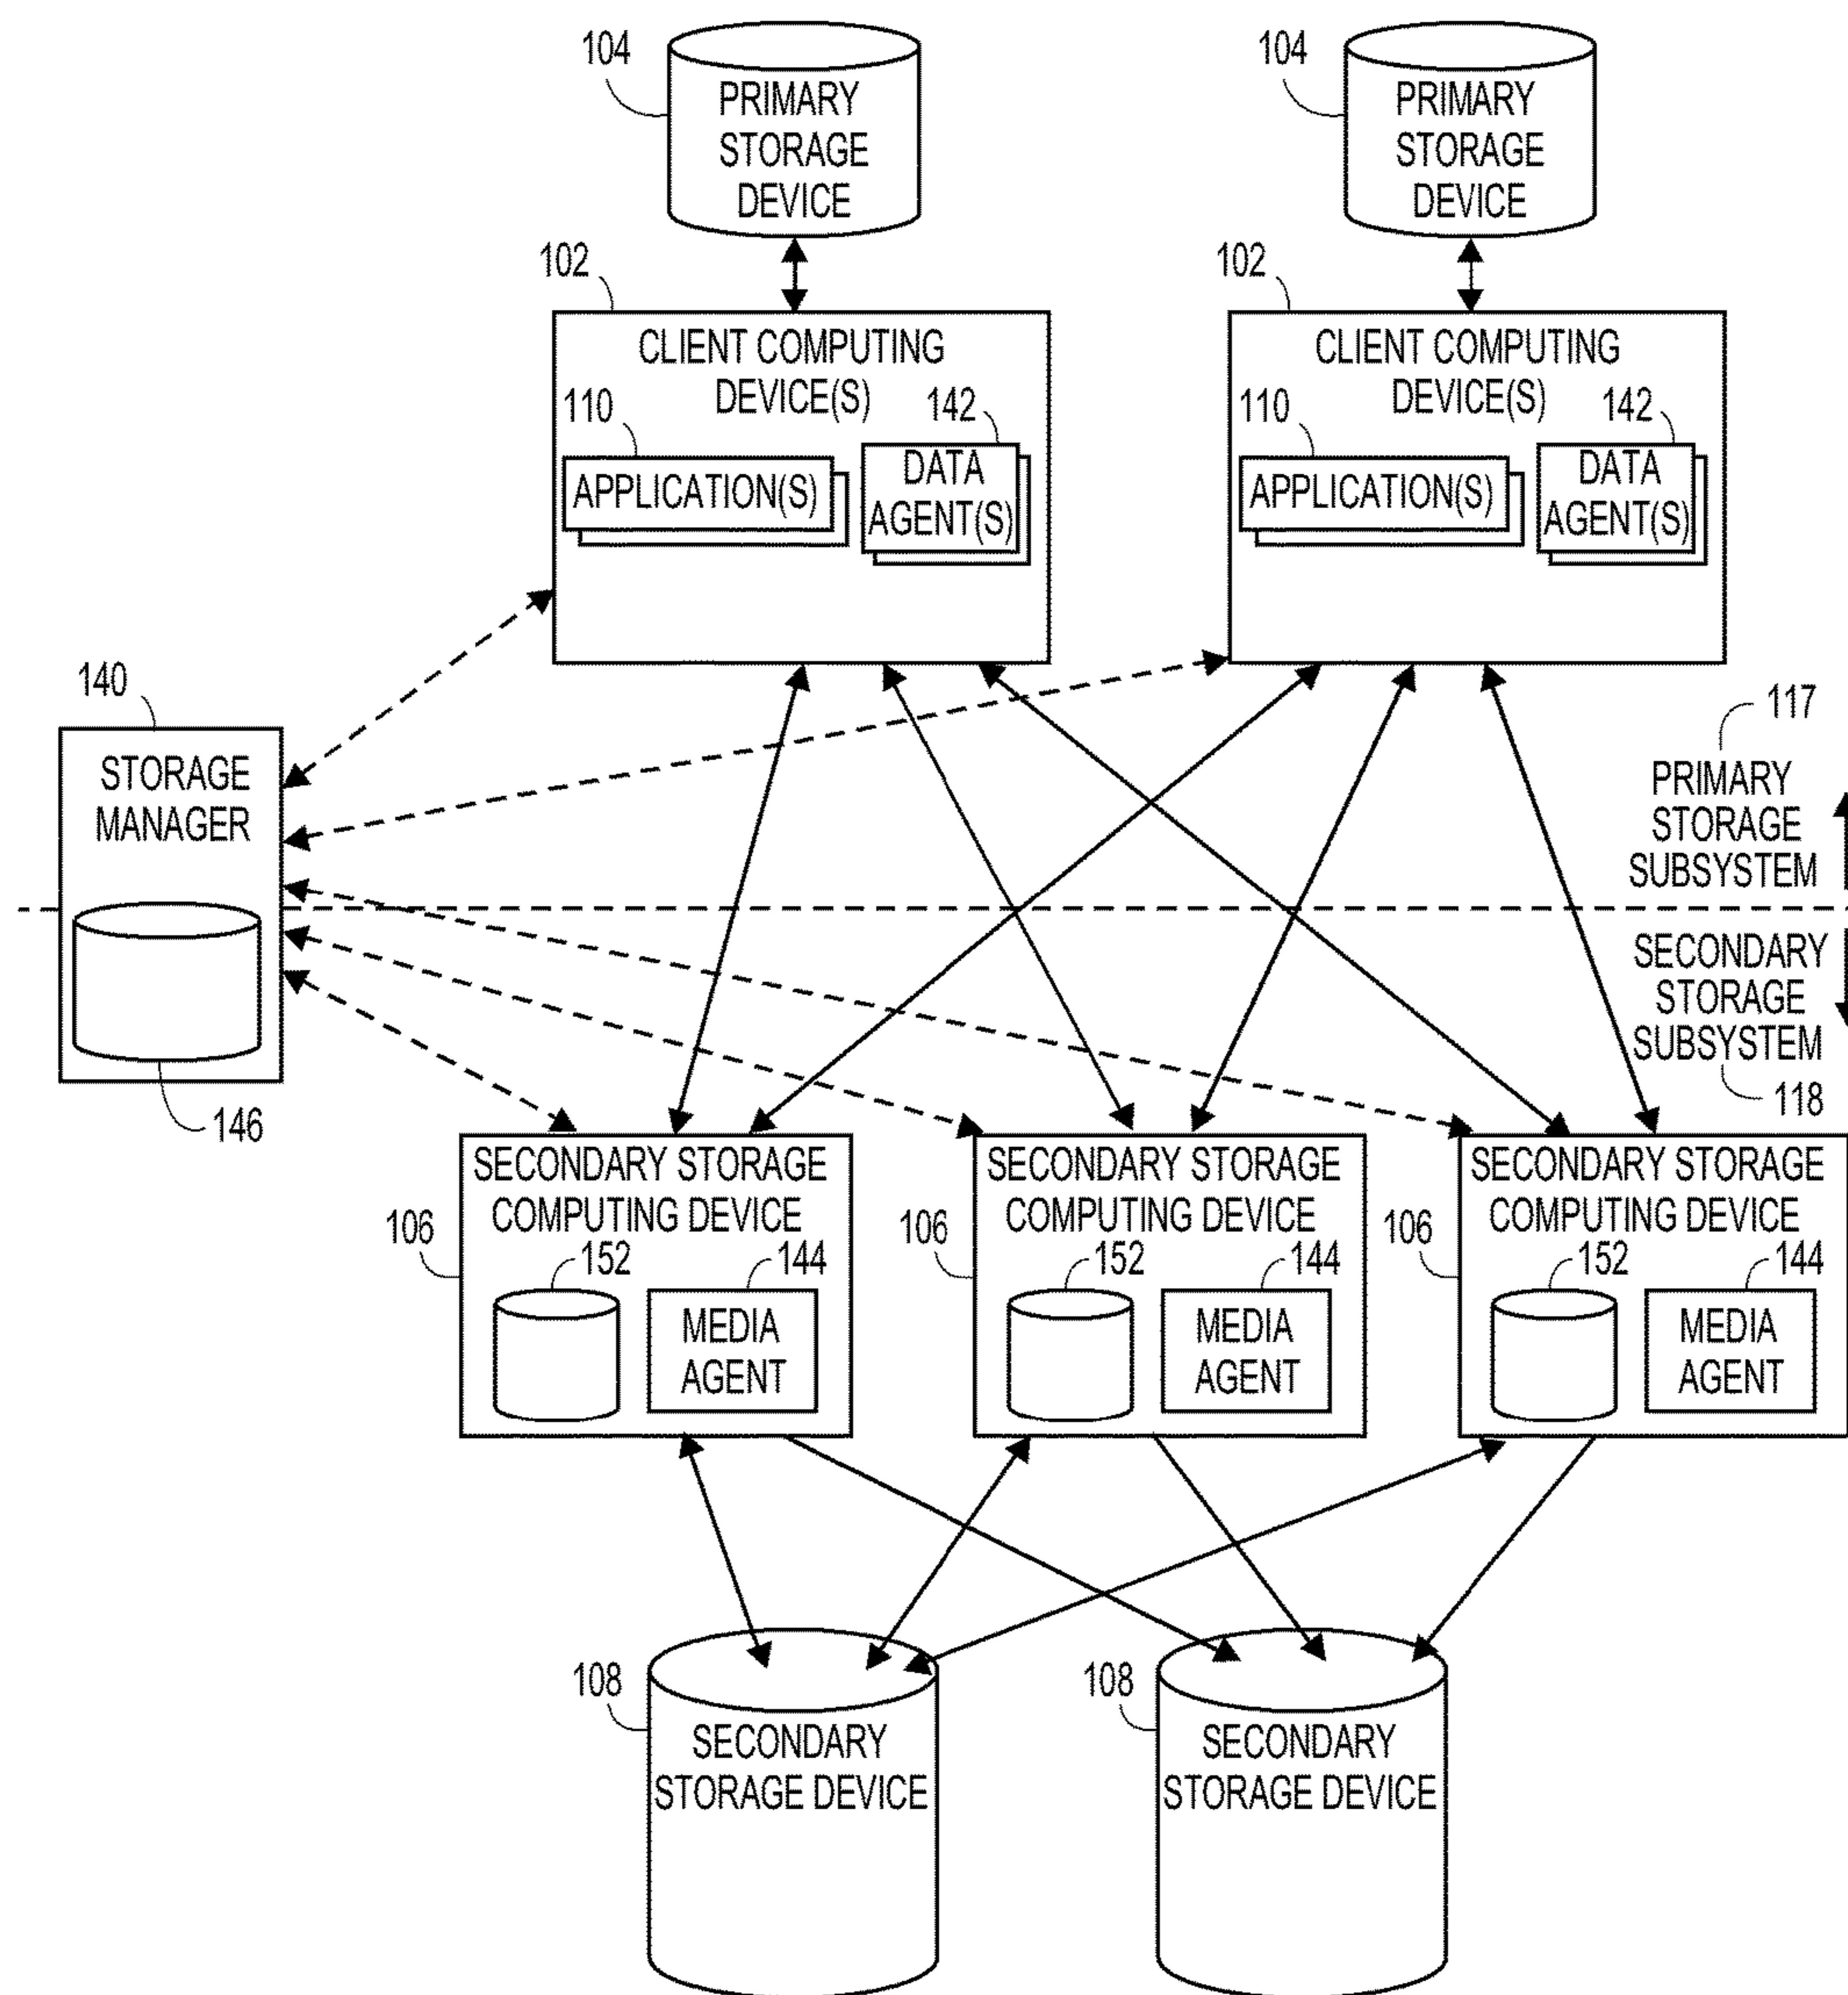 104
PRIMARY
STORAGE
DEVICE
104
PRIMARY
STORAGE
DEVICE
102
CLIENT COMPUTING
DEVICE(S)
110
APPLICATION(S)
142
DATA
AGENT(S)
102
CLIENT COMPUTING
DEVICE(S)
110
APPLICATION(S)
142
DATA
AGENT(S)
140
STORAGE
MANAGER
146
117
PRIMARY
STORAGE
SUBSYSTEM
SECONDARY
STORAGE
SUBSYSTEM
118
106
SECONDARY STORAGE
COMPUTING DEVICE
152
144
MEDIA
AGENT
106
SECONDARY STORAGE
COMPUTING DEVICE
152
144
MEDIA
AGENT
106
SECONDARY STORAGE
COMPUTING DEVICE
152
144
MEDIA
AGENT
108
SECONDARY
STORAGE DEVICE
108
SECONDARY
STORAGE DEVICE